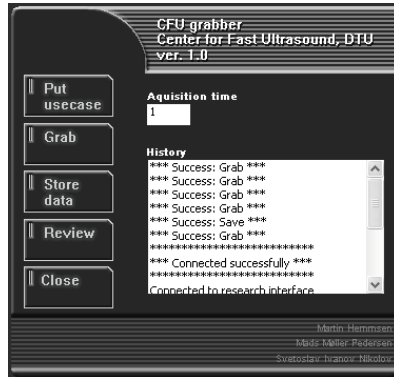 CFU-grabber
Center for Fast Ultrasound, DTU
ver. 1.0
Put
usecase
Grab
Store
data
Review
Close
Aquisition time
1
History
*** Success: Grab ***
*** Success: Grab ***
*** Success: Grab ***
*** Success: Grab ***
*** Success: Save ***
*** Success: Grab ***
****************************
*** Connected successfully ***
****************************
Connected to research interface
Martin Hemmsen
Mads Møller Pedersen
Svetoslav Ivanov Nikolov